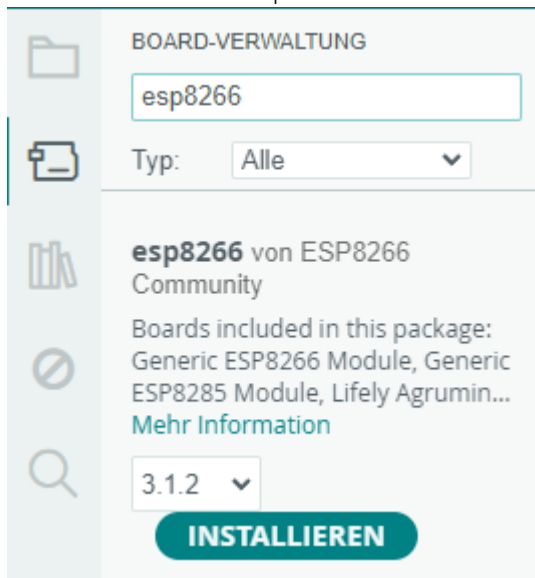 BOARD-VERWALTUNG
esp8266
Typ: Alle
esp8266 von ESP8266
Community
Boards included in this package:
Generic ESP8266 Module, Generic
ESP8285 Module, Lifely Agrumin...
Mehr Information
3.1.2
INSTALLIEREN